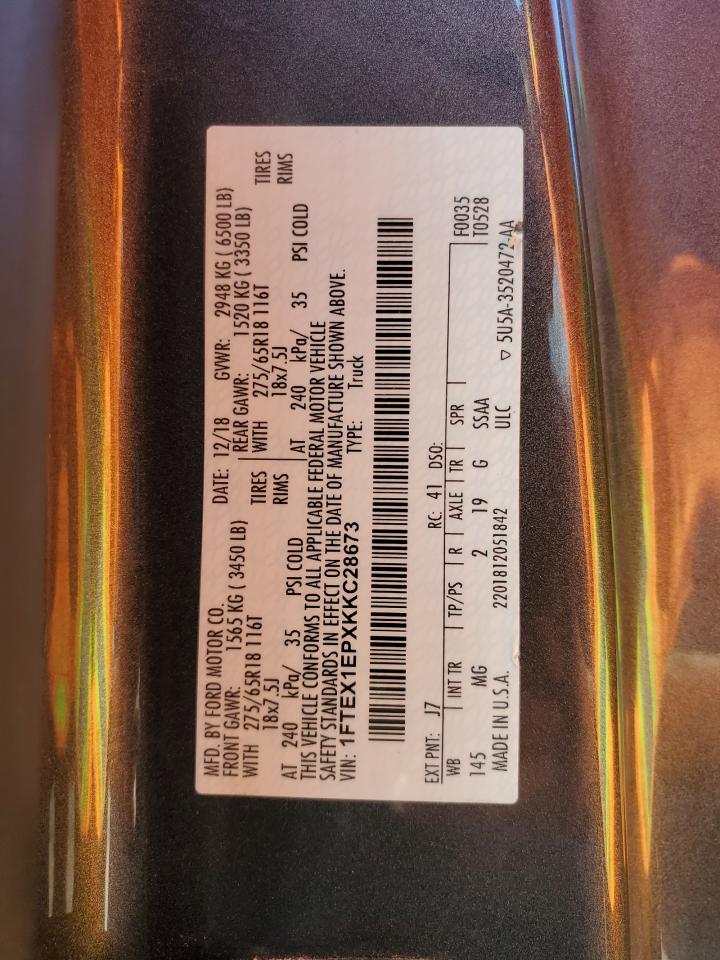 MFD. BY FORD MOTOR CO.
DATE: 12/18 GVWR: 2948 KG ( 6500 LB)
FRONT GAWR: 1565 KG ( 3450 LB)
REAR GAWR: 1520 KG ( 3350 LB)
WITH 275/65R18 116T TIRES
WITH 275/65R18 116T TIRES
18x7.5J RIMS
18x7.5J RIMS
AT 240 kPa/ 35 PSI COLD
AT 240 kPa/ 35 PSI COLD
THIS VEHICLE CONFORMS TO ALL APPLICABLE FEDERAL MOTOR VEHICLE
SAFETY STANDARDS IN EFFECT ON THE DATE OF MANUFACTURE SHOWN ABOVE.
VIN: 1FTEX1EPXKKC28673 TYPE: Truck
EXT PNT: J7 RC: 41 DSO:
WB INT TR TP/PS R AXLE TR SPR F0035
145 MG 2 19 G SSAA T0528
MADE IN U.S.A. 2201812051842 ULC ▽ 5U5A-3520472-AA